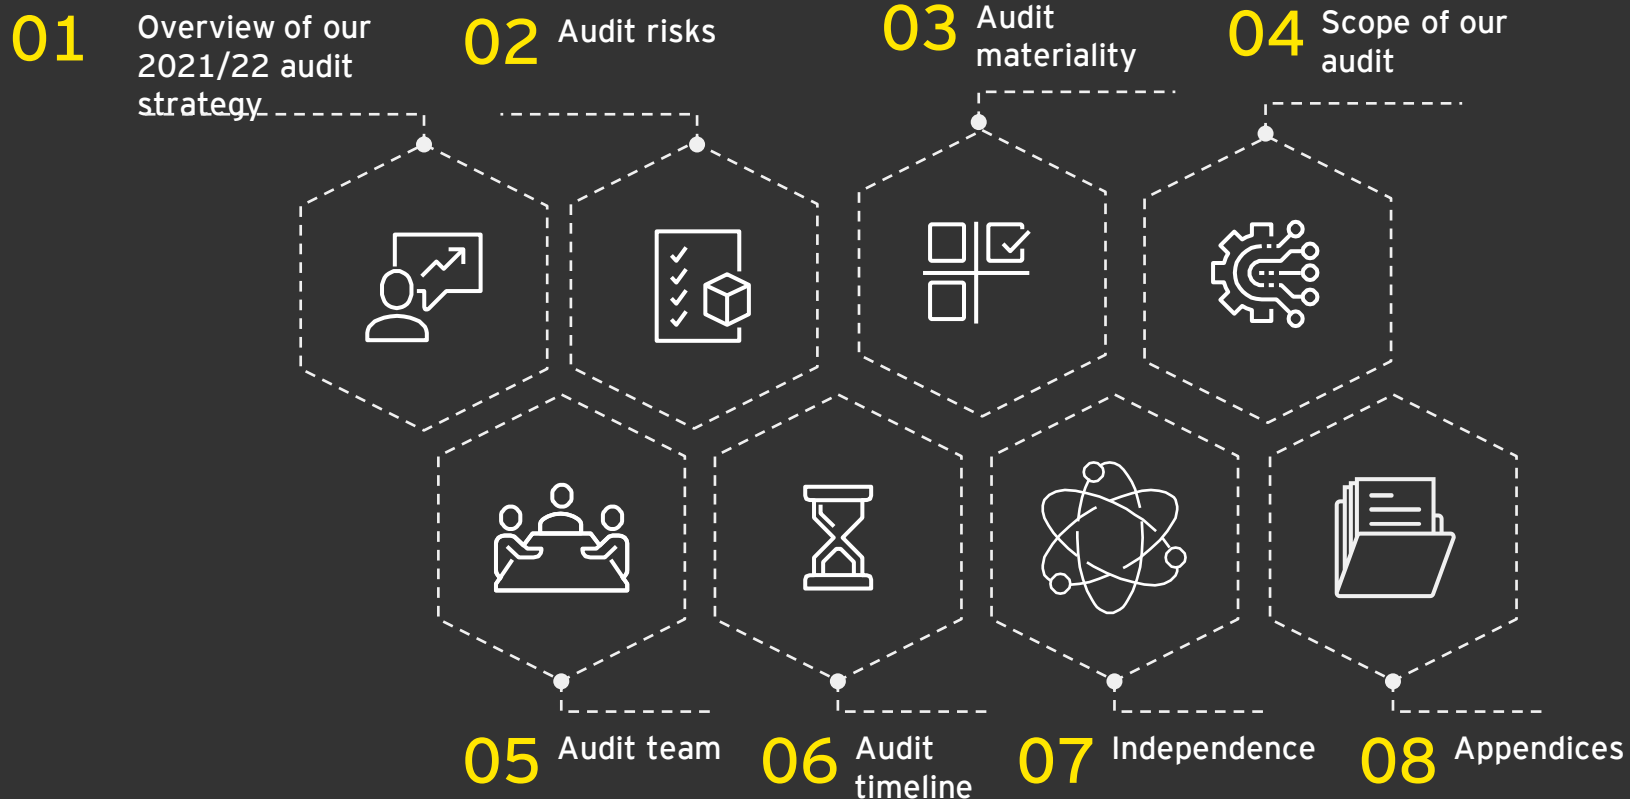 01
Overview of our
2021/22 audit
strategy
02
Audit risks
03
Audit
materiality
04
Scope of our
audit
05
Audit team
06
Audit
timeline
07
Independence
08
Appendices